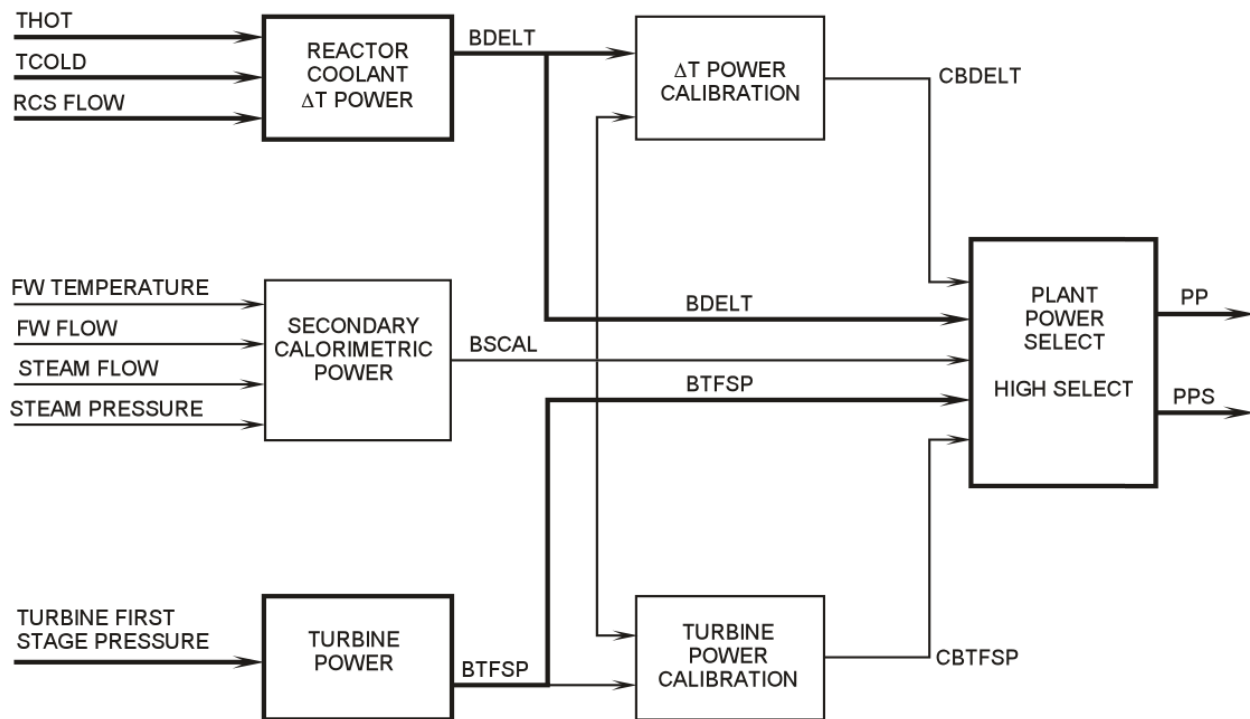 THOT
TCOLD
RCS FLOW
REACTOR
COOLANT
ΔT POWER
BDELT
ΔT POWER
CALIBRATION
CBDELT
FW TEMPERATURE
FW FLOW
STEAM FLOW
STEAM PRESSURE
SECONDARY
CALORIMETRIC
POWER
BSCAL
BDELT
BTFSP
PLANT
POWER
SELECT
HIGH SELECT
PP
PPS
TURBINE FIRST
STAGE PRESSURE
TURBINE
POWER
BTFSP
TURBINE
POWER
CALIBRATION
CBTFSP